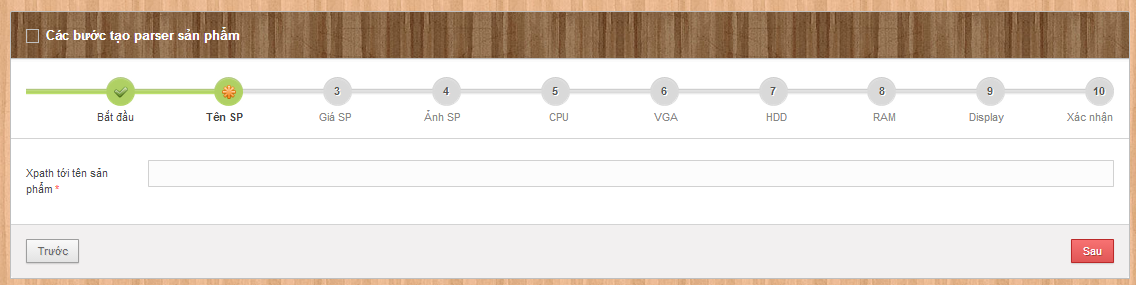 Các bước tạo parser sản phẩm
3 4 5 6 7 8 9 10
Bắt đầu Tên SP Giá SP Ảnh SP CPU VGA HDD RAM Display Xác nhận
Xpath tới tên sản
phẩm *
Trước Sau